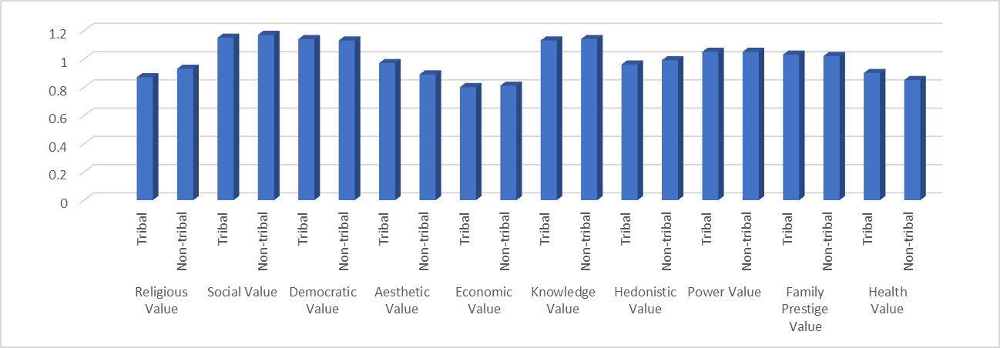 1.2
1
0.8
0.6
0.4
0.2
0
Tribal
Non-tribal
Tribal
Non-tribal
Tribal
Non-tribal
Tribal
Non-tribal
Tribal
Non-tribal
Tribal
Non-tribal
Tribal
Non-tribal
Tribal
Non-tribal
Tribal
Non-tribal
Tribal
Non-tribal
Religious
Value
Social Value
Democratic
Value
Aesthetic
Value
Economic
Value
Knowledge
Value
Hedonistic
Value
Power Value
Family
Prestige
Value
Health
Value